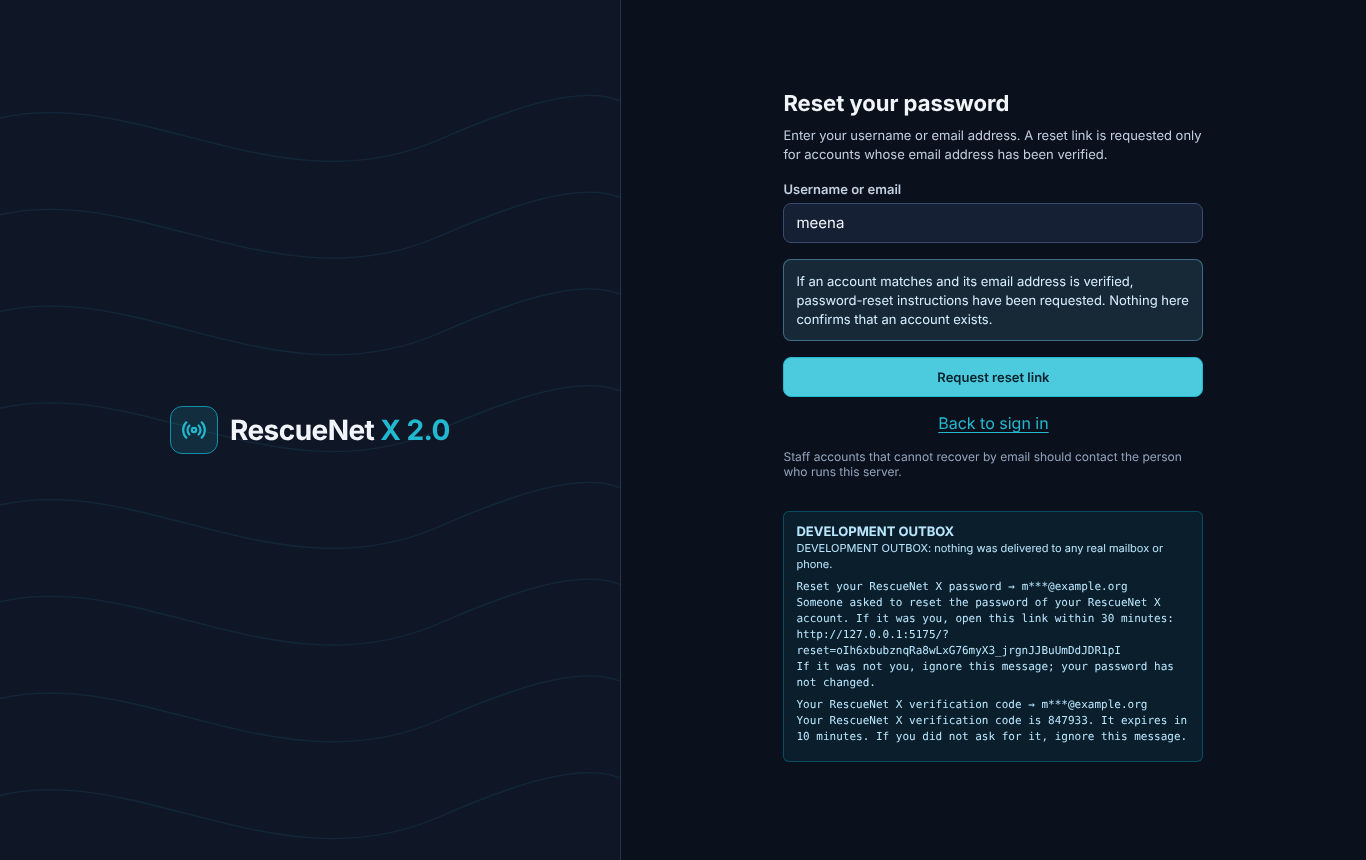 RescueNet X 2.0
Reset your password
Enter your username or email address. A reset link is requested only
for accounts whose email address has been verified.
Username or email
meena
If an account matches and its email address is verified,
password-reset instructions have been requested. Nothing here
confirms that an account exists.
Request reset link
Back to sign in
Staff accounts that cannot recover by email should contact the person
who runs this server.
DEVELOPMENT OUTBOX
DEVELOPMENT OUTBOX: nothing was delivered to any real mailbox or
phone.
Reset your RescueNet X password → m***@example.org
Someone asked to reset the password of your RescueNet X
account. If it was you, open this link within 30 minutes:
http://127.0.0.1:5175/?
reset=oIh6xbubznqRa8wLxG76myX3_jrgnJJBuUmDdJDR1pI
If it was not you, ignore this message; your password has
not changed.
Your RescueNet X verification code → m***@example.org
Your RescueNet X verification code is 847933. It expires in
10 minutes. If you did not ask for it, ignore this message.